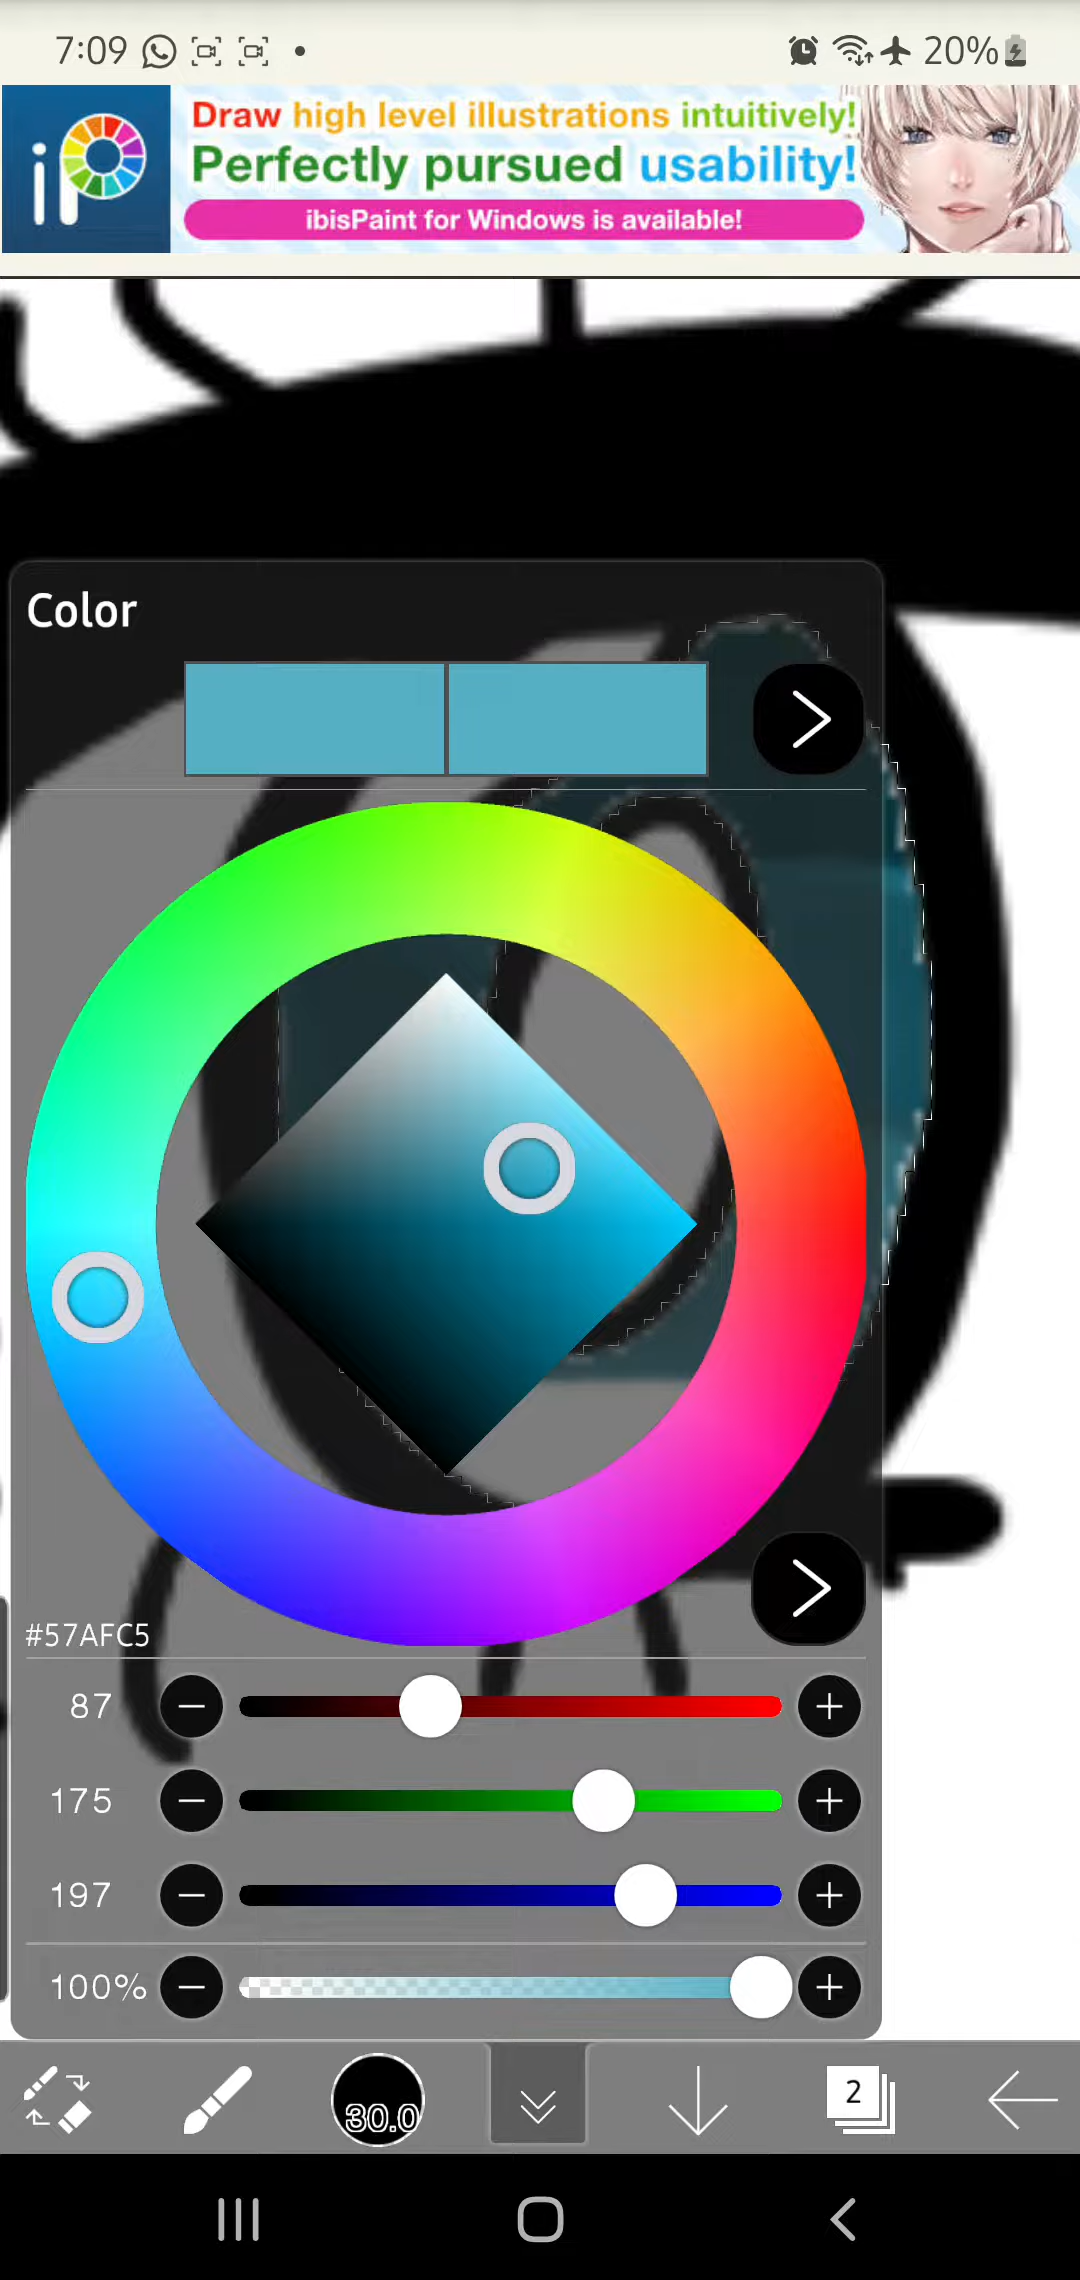 7:09
20%
iP
Draw high level illustrations intuitively!
Perfectly pursued usability!
ibisPaint for Windows is available!
Color
#57AFC5
87
175
197
100%
30.0
2